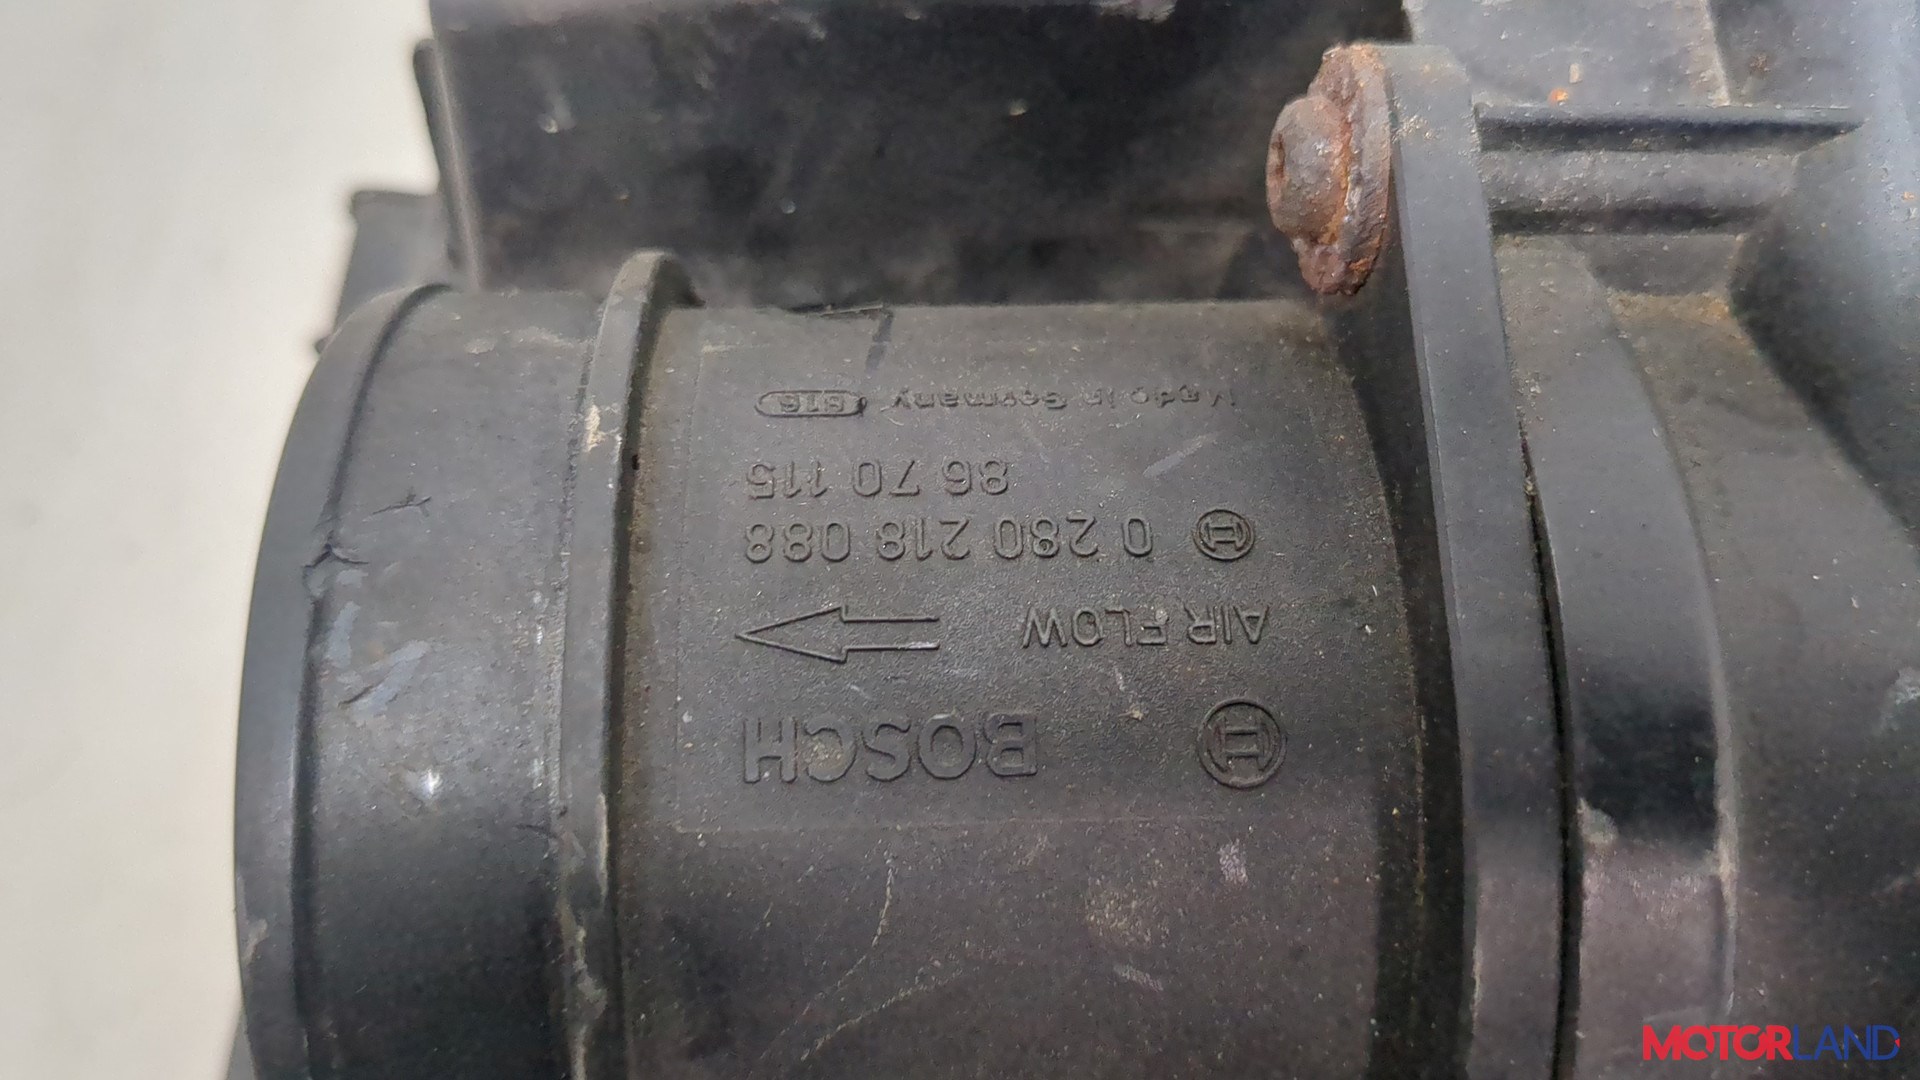 BOSCH
AIR FLOW
0 280 218 088
86 70 115
Made in Germany
MOTORLAND